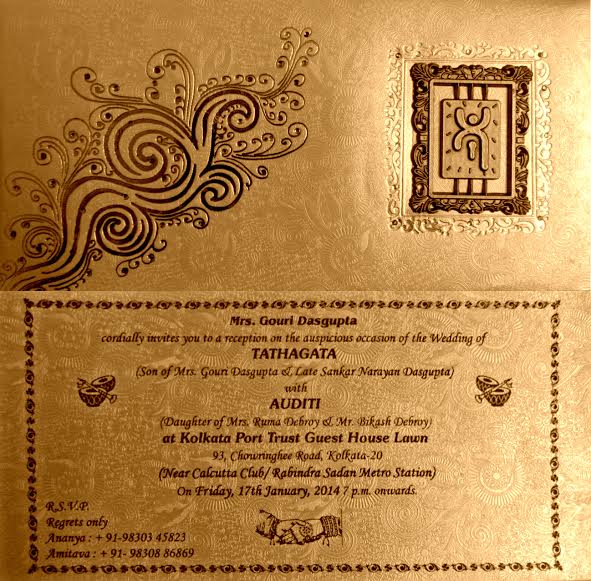 Mrs. Gouri Dasgupta
cordially invites you to a reception on the auspicious occasion of the Wedding of
TATHAGATA
(Son of Mrs. Gouri Dasgupta & Late Sankar Narayan Dasgupta)
with
AUDITI
(Daughter of Mrs. Ruma Debroy & Mr. Bikash Debroy)
at Kolkata Port Trust Guest House Lawn
93, Chowringhee Road, Kolkata-20
(Near Calcutta Club/ Rabindra Sadan Metro Station)
On Friday, 17th January, 2014 7 p.m. onwards.
R.S.V.P.
Regrets only
Ananya : + 91-98303 45823
Amitava : + 91- 98308 86869